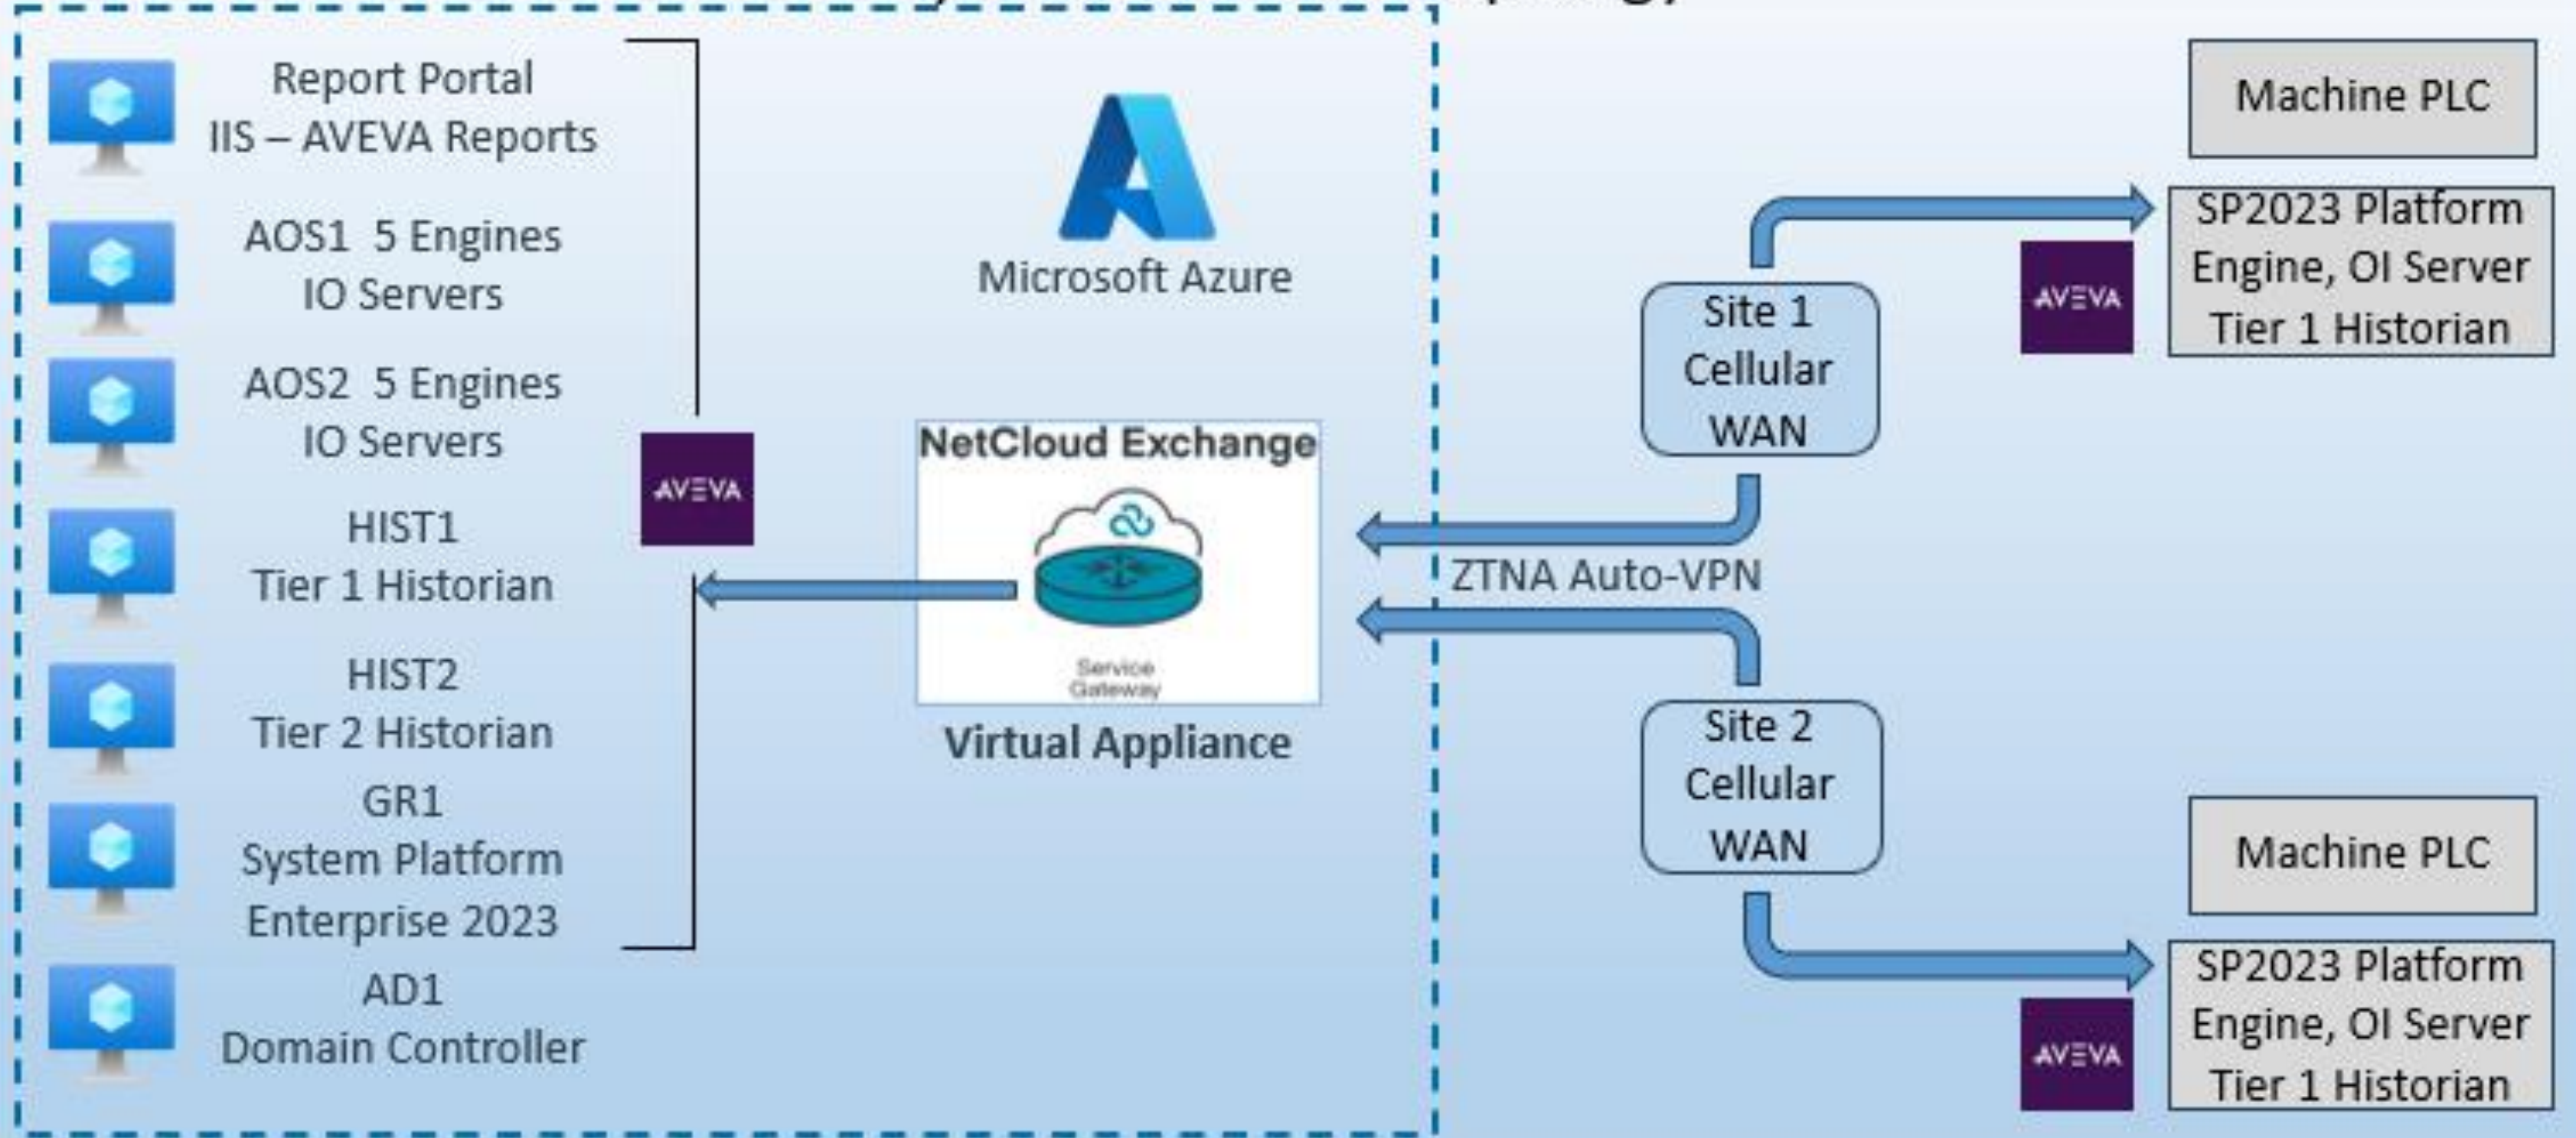 Report Portal
IIS – AVEVA Reports
AOS1 5 Engines
IO Servers
AOS2 5 Engines
IO Servers
HIST1
Tier 1 Historian
HIST2
Tier 2 Historian
GR1
System Platform
Enterprise 2023
AD1
Domain Controller
AVEVA
Microsoft Azure
NetCloud Exchange
Service
Gateway
Virtual Appliance
ZTNA Auto-VPN
Site 1
Cellular
WAN
Site 2
Cellular
WAN
Machine PLC
SP2023 Platform
Engine, OI Server
Tier 1 Historian
AVEVA
Machine PLC
SP2023 Platform
Engine, OI Server
Tier 1 Historian
AVEVA